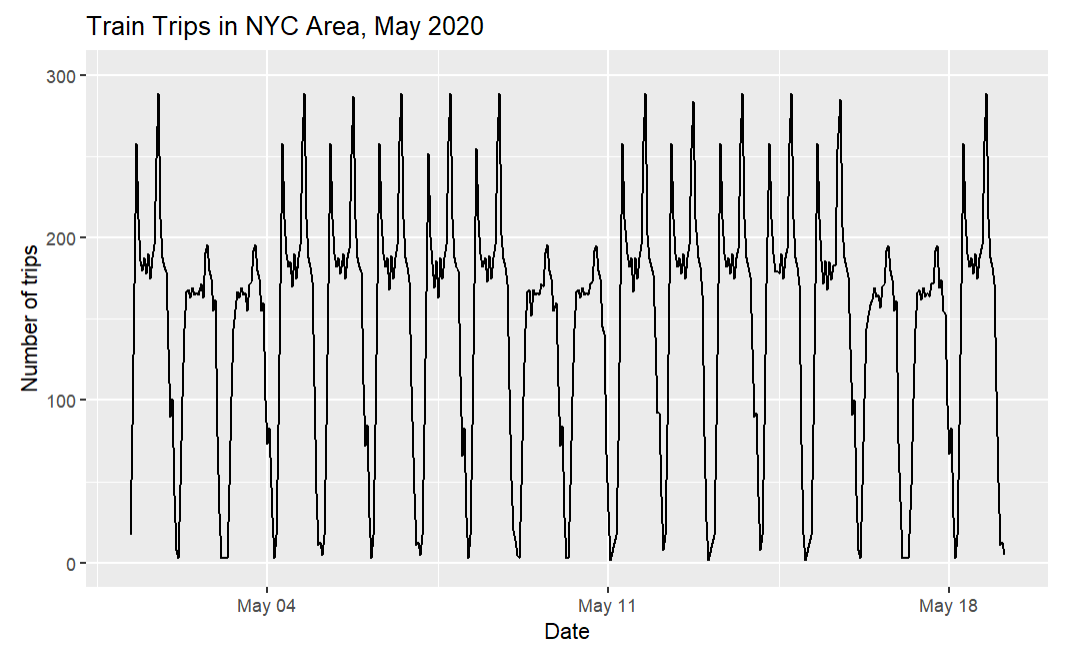 Train Trips in NYC Area, May 2020
300
200
100
0
Number of trips
May 04 May 11 May 18
Date